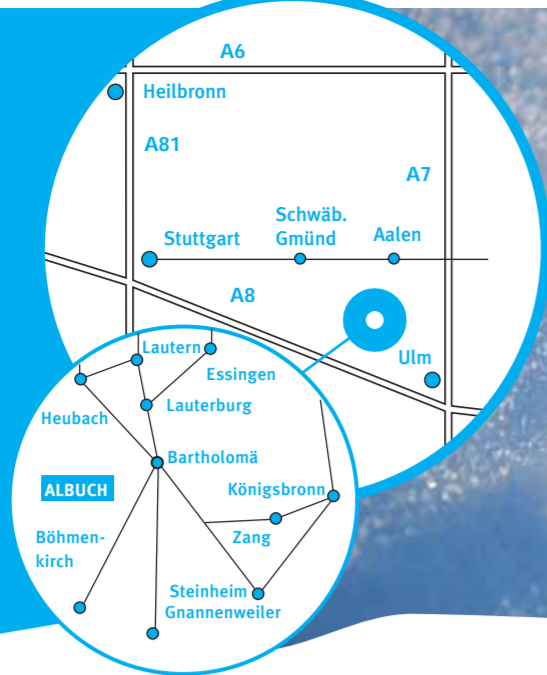 A6
Heilbronn
A81
A7
Schwäb.
Gmünd
Aalen
Stuttgart
A8
Ulm
Lautern
Essingen
Heubach
Lauterburg
Bartholomä
ALBUCH
Königsbronn
Böhmen-
kirch
Zang
Steinheim
Gnannenweiler